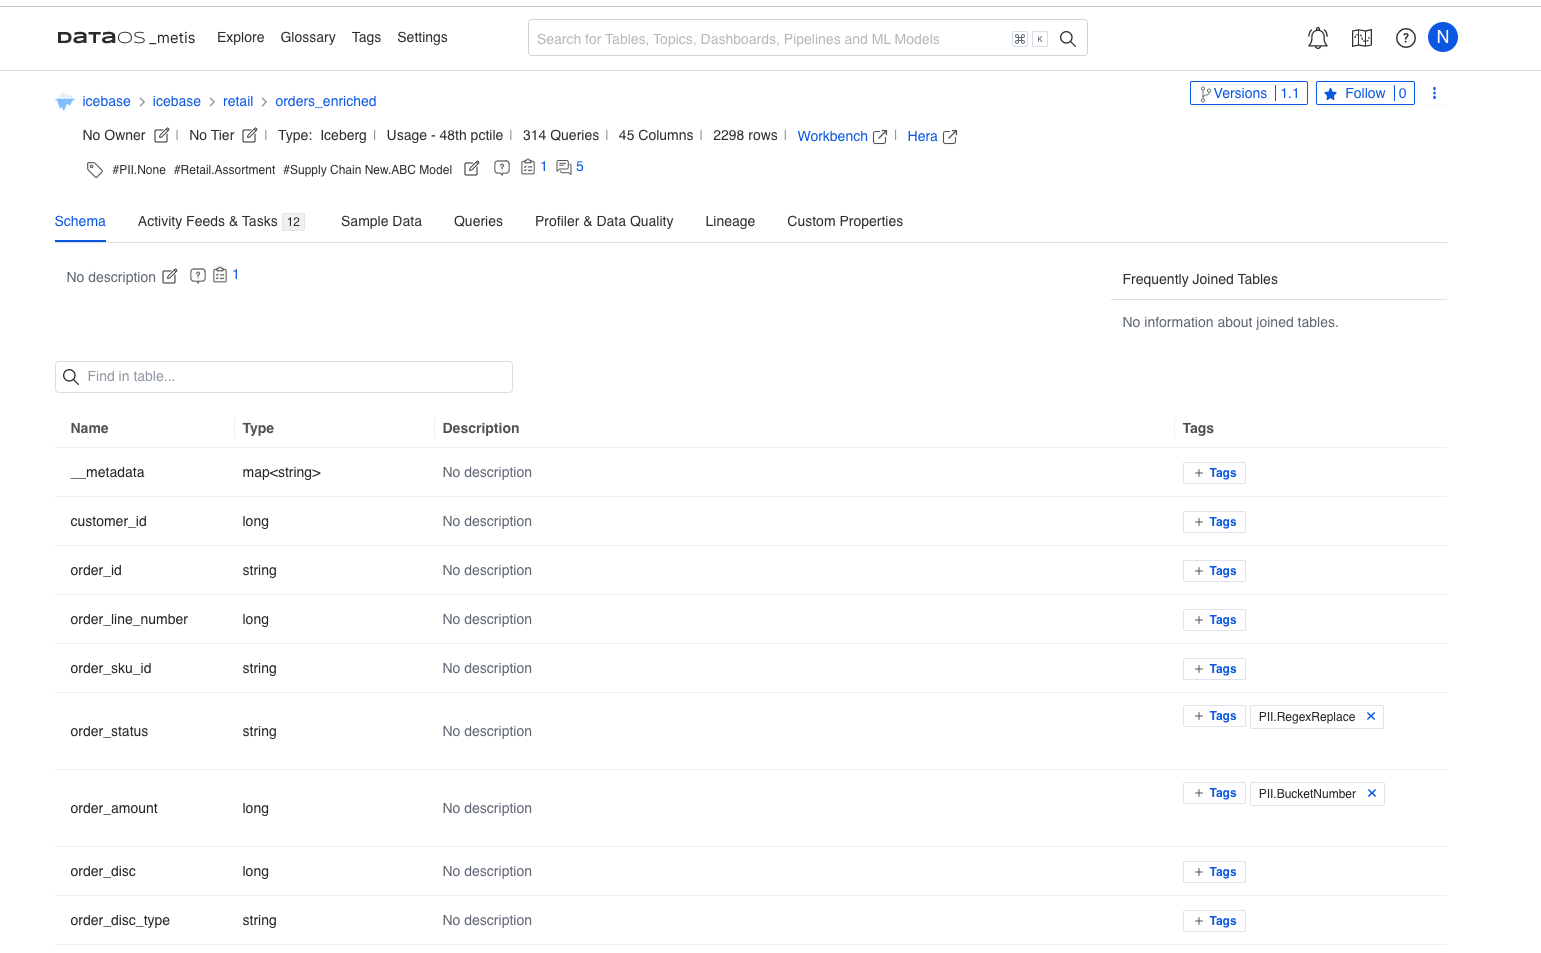 DATAOS _metis Explore Glossary Tags Settings Search for Tables, Topics, Dashboards, Pipelines and ML Models ⌘ K ? N
icebase > icebase > retail > orders_enriched Versions | 1.1 Follow | 0
No Owner | No Tier | Type: Iceberg | Usage - 48th pctile | 314 Queries | 45 Columns | 2298 rows | Workbench | Hera
#PII.None #Retail.Assortment #Supply Chain New.ABC Model ? 1 5
Schema Activity Feeds & Tasks 12 Sample Data Queries Profiler & Data Quality Lineage Custom Properties
No description ? 1
Frequently Joined Tables
No information about joined tables.
Find in table...
Name Type Description Tags
__metadata map<string> No description + Tags
customer_id long No description + Tags
order_id string No description + Tags
order_line_number long No description + Tags
order_sku_id string No description + Tags
order_status string No description + Tags PII.RegexReplace ×
order_amount long No description + Tags PII.BucketNumber ×
order_disc long No description + Tags
order_disc_type string No description + Tags